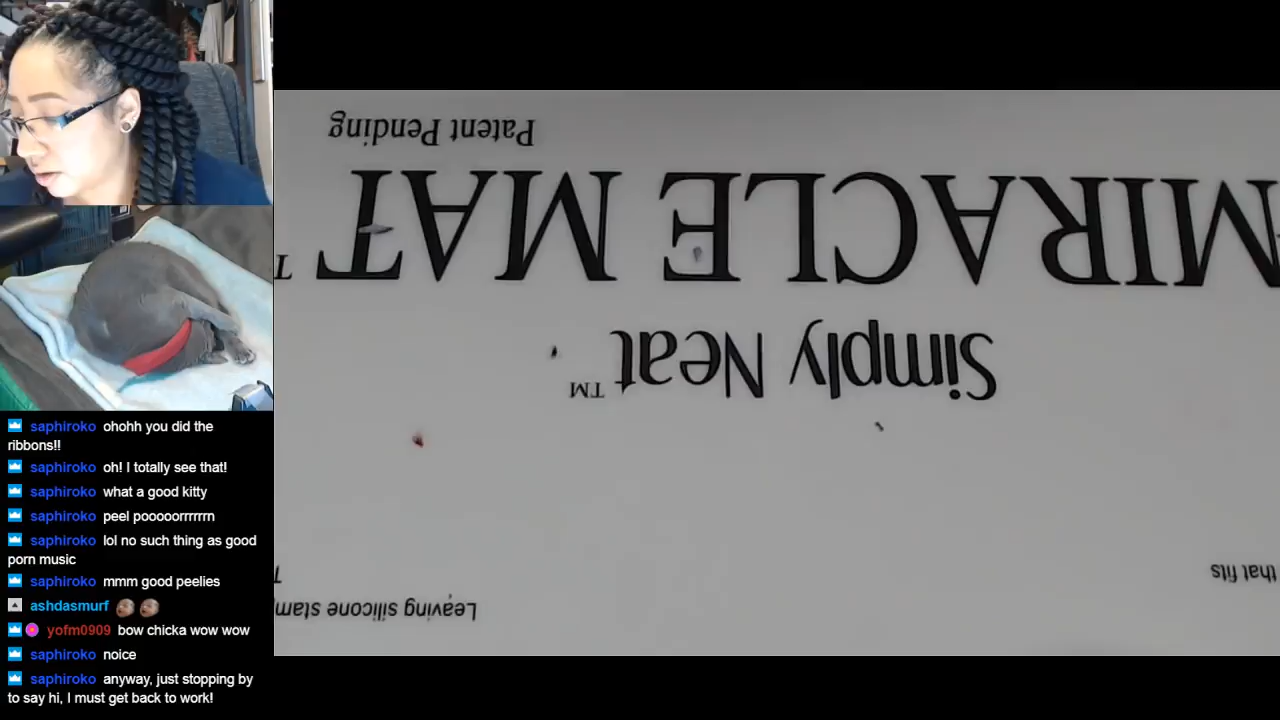 saphiroko ohohh you did the
ribbons!!
saphiroko oh! I totally see that!
saphiroko what a good kitty
saphiroko peel pooooorrrrrrn
saphiroko lol no such thing as good
porn music
saphiroko mmm good peelies
ashdasmurf
yofm0909 bow chicka wow wow
saphiroko noice
saphiroko anyway, just stopping by
to say hi, I must get back to work!
that fits
Leaving silicone stam
T
Simply Neat™
MIRACLE MAT T
Patent Pending